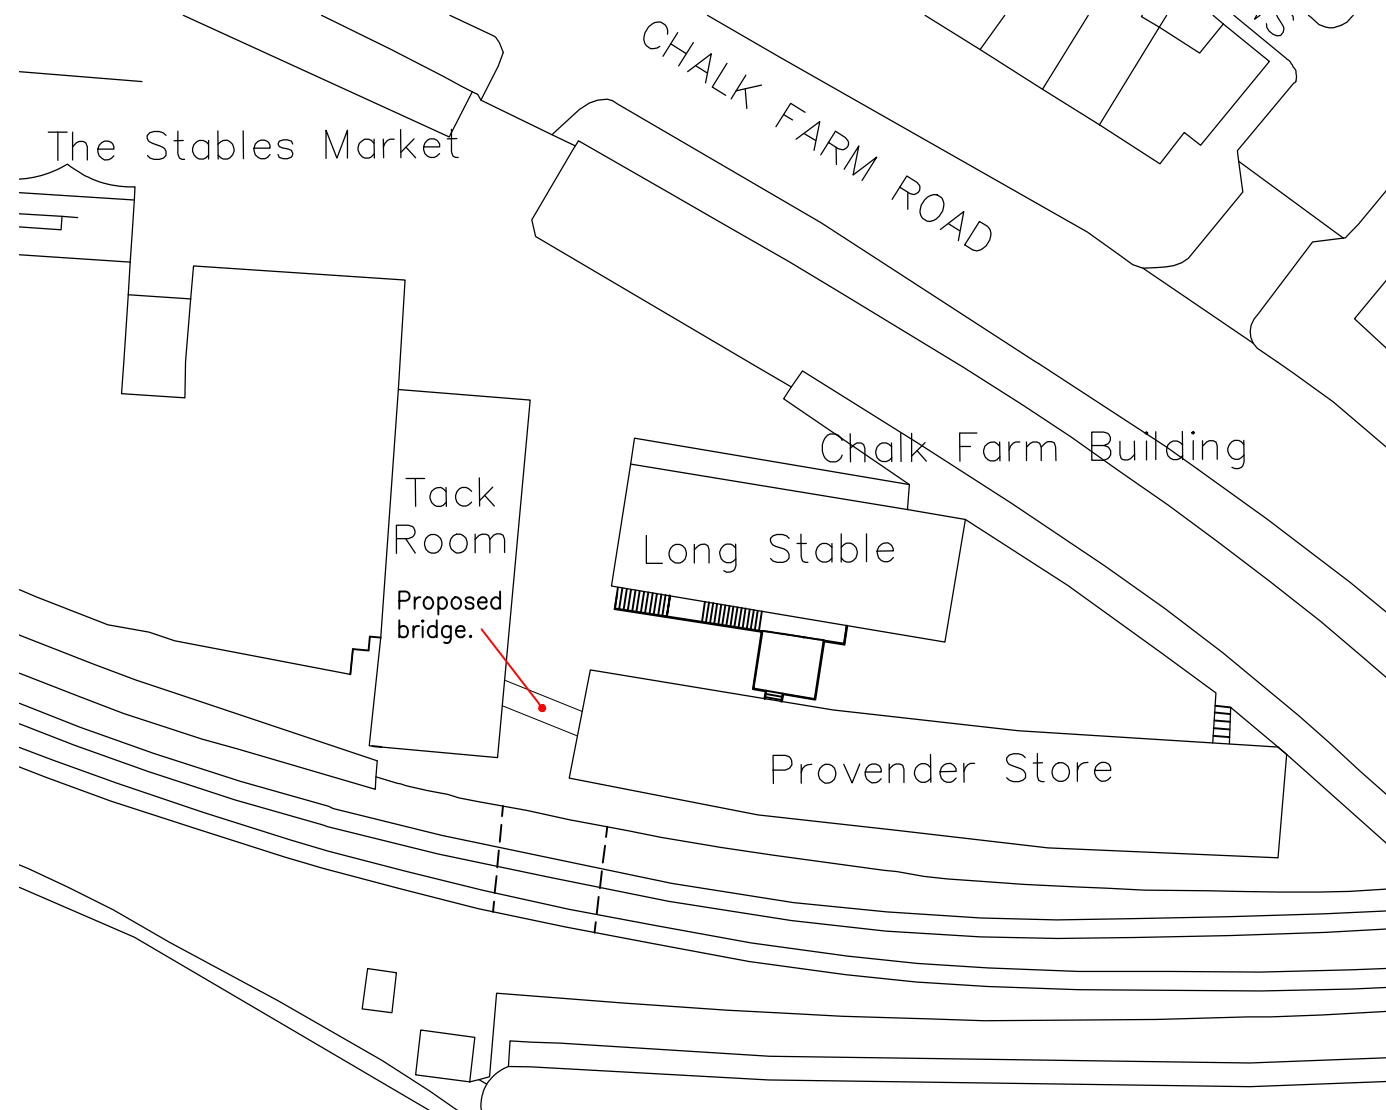 CHALK FARM ROAD
The Stables Market
Chalk Farm Building
Tack
Room
Long Stable
Proposed
bridge.
Provender Store